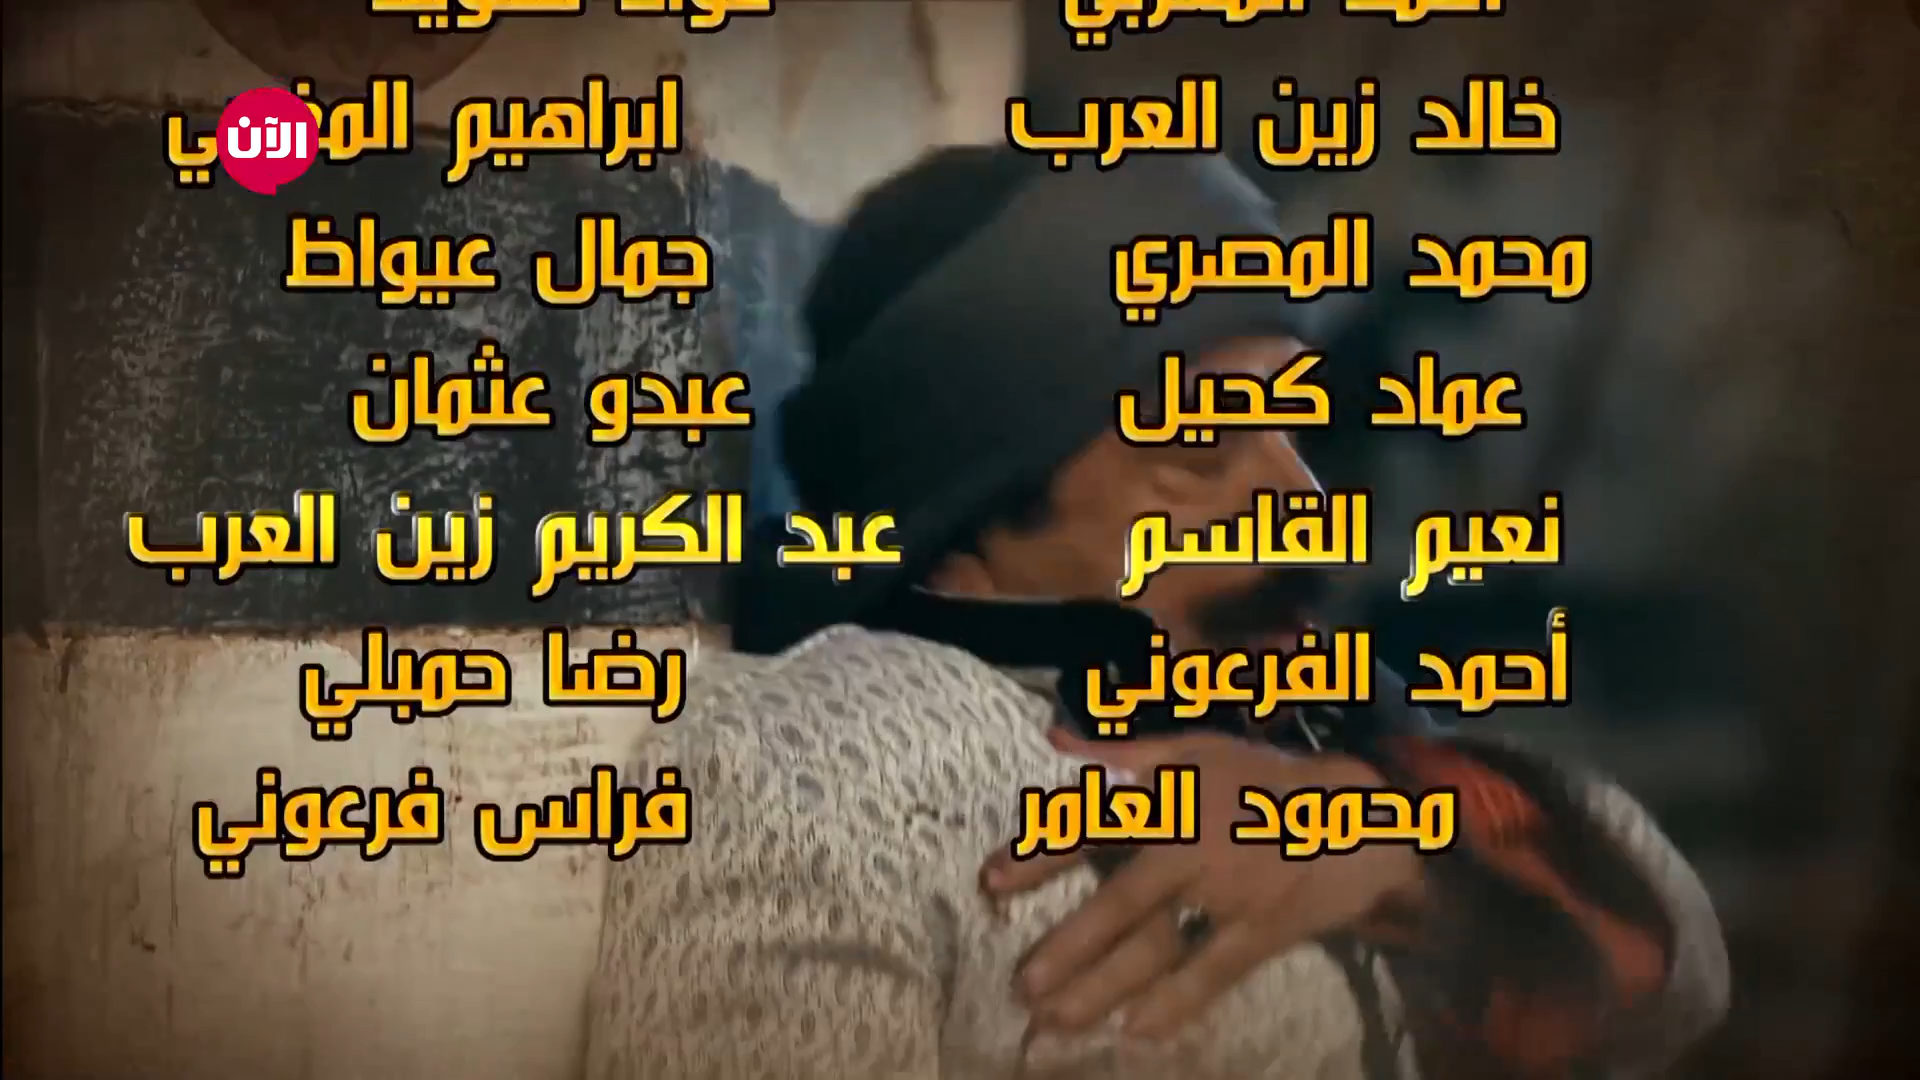 خالد زين العرب ابراهيم
الآن
محمد المصري جمال عيواظ
عماد كحيل عبدو عثمان
نعيم القاسم عبد الكريم زين العرب
أحمد الفرعوني رضا حمبلي
محمود العامر فراس فرعوني